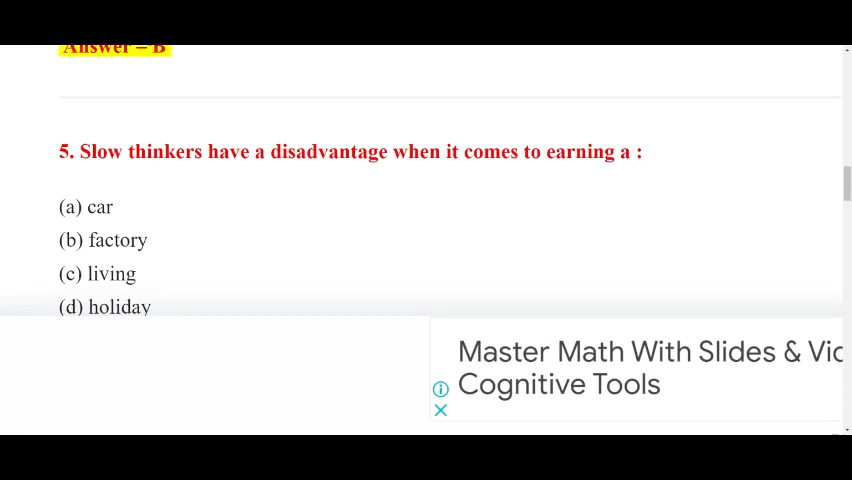 Answer – B
5. Slow thinkers have a disadvantage when it comes to earning a :
(a) car
(b) factory
(c) living
(d) holiday
Master Math With Slides & Vic
Cognitive Tools